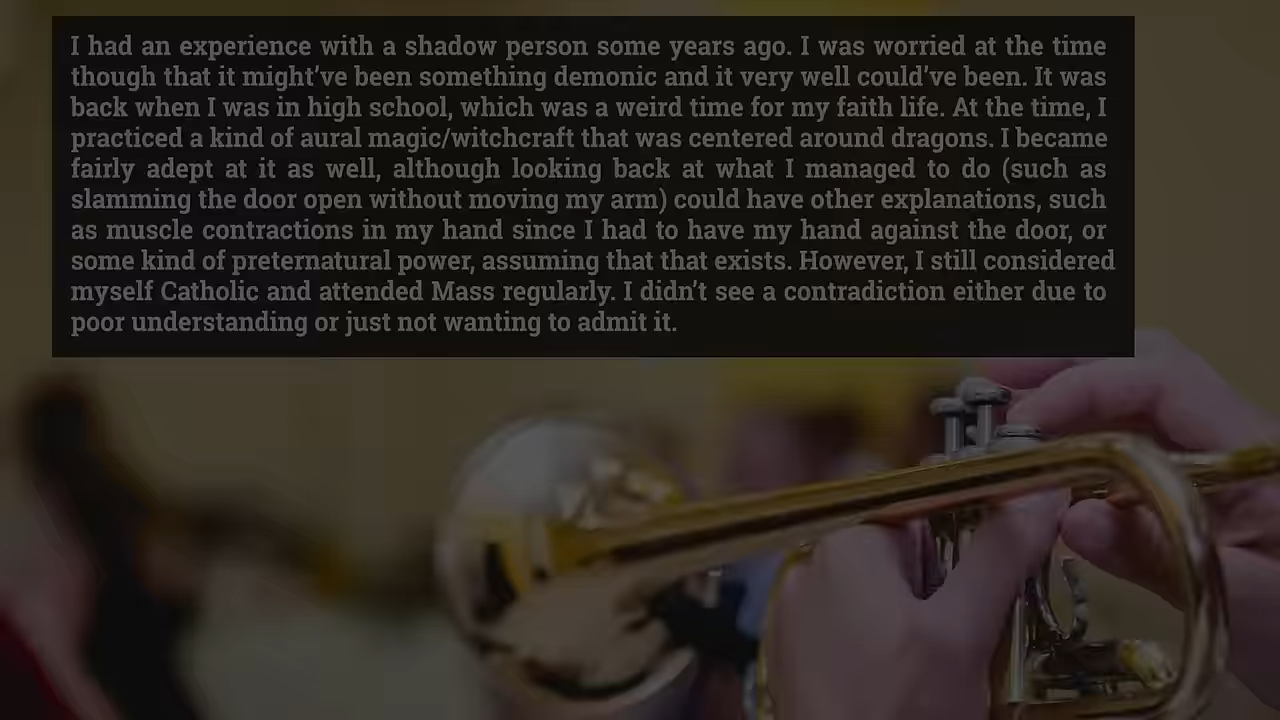 I had an experience with a shadow person some years ago. I was worried at the time
though that it might’ve been something demonic and it very well could’ve been. It was
back when I was in high school, which was a weird time for my faith life. At the time, I
practiced a kind of aural magic/witchcraft that was centered around dragons. I became
fairly adept at it as well, although looking back at what I managed to do (such as
slamming the door open without moving my arm) could have other explanations, such
as muscle contractions in my hand since I had to have my hand against the door, or
some kind of preternatural power, assuming that that exists. However, I still considered
myself Catholic and attended Mass regularly. I didn’t see a contradiction either due to
poor understanding or just not wanting to admit it.